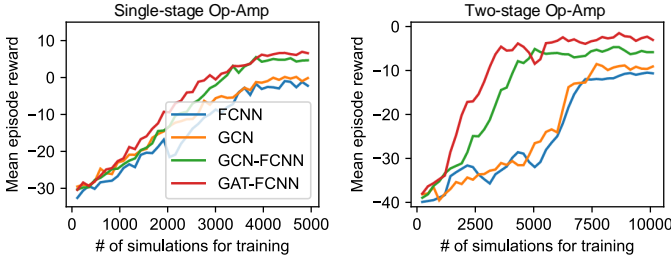 Single-stage Op-Amp
Two-stage Op-Amp
Mean episode reward
10
0
−10
−20
−30
FCNN
GCN
GCN-FCNN
GAT-FCNN
0 1000 2000 3000 4000 5000
# of simulations for training
Mean episode reward
0
−10
−20
−30
−40
0 2500 5000 7500 10000
# of simulations for training